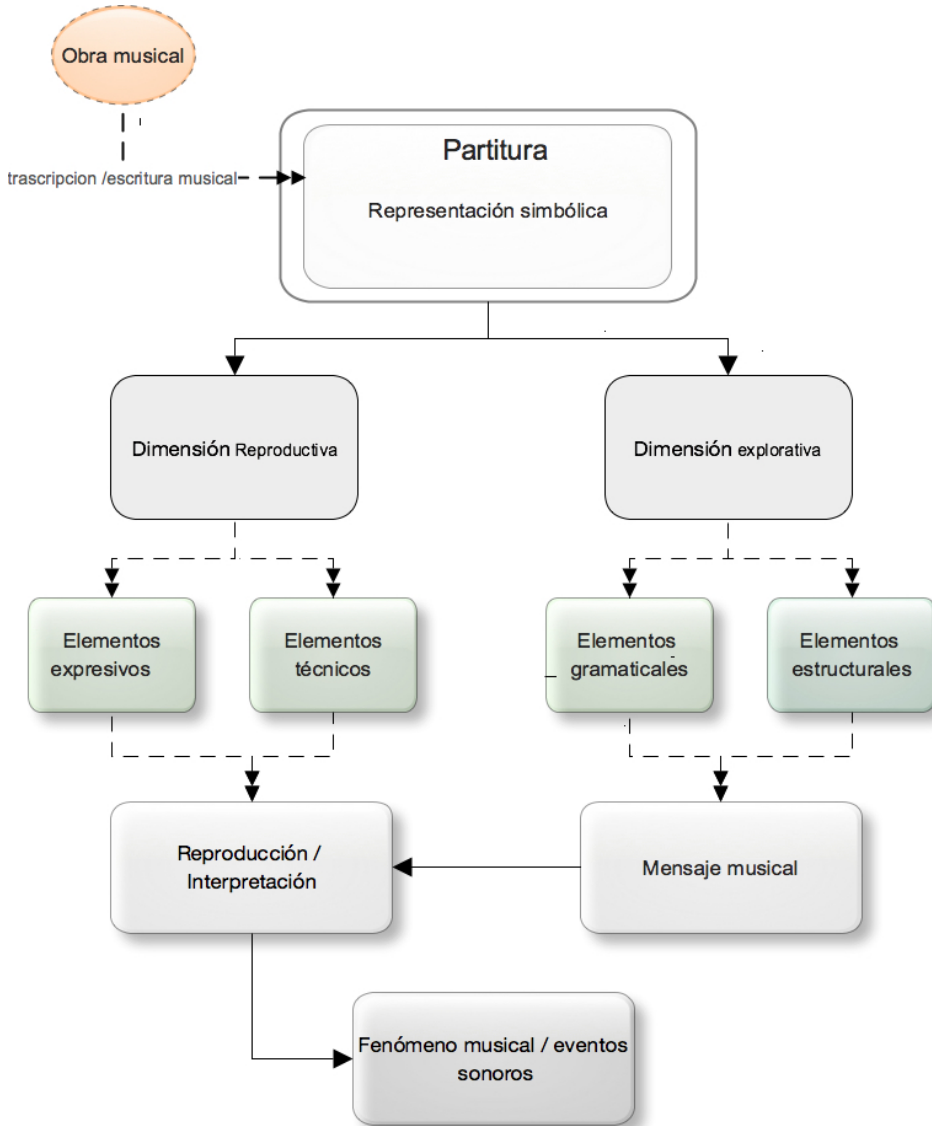 Obra musical
trascripcion /escritura musical
Partitura
Representación simbólica
Dimensión Reproductiva
Dimensión explorativa
Elementos
expresivos
Elementos
técnicos
Elementos
gramaticales
Elementos
estructurales
Reproducción /
Interpretación
Mensaje musical
Fenómeno musical / eventos
sonoros